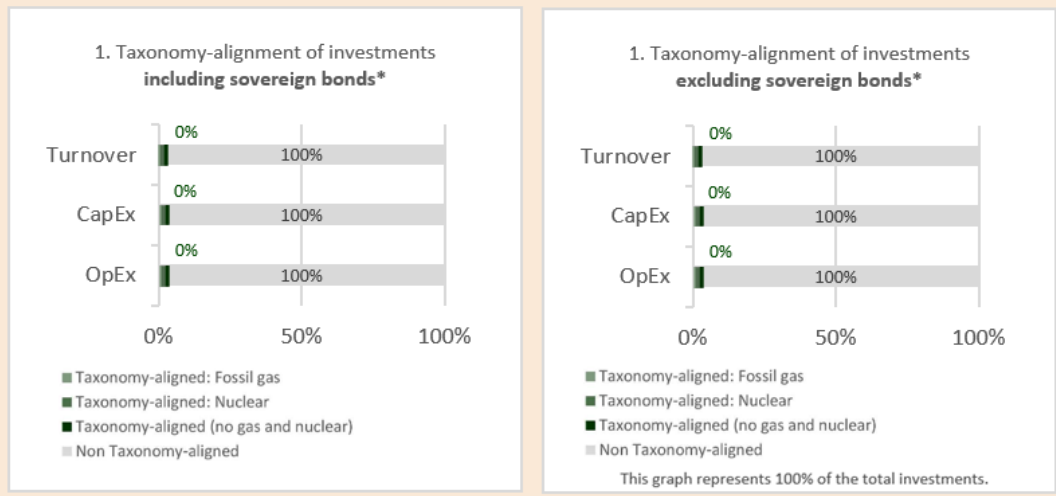 1. Taxonomy-alignment of investments
including sovereign bonds*
0%
Turnover
100%
0%
CapEx
100%
0%
OpEx
100%
0%
50%
100%
Taxonomy-aligned: Fossil gas
Taxonomy-aligned: Nuclear
Taxonomy-aligned (no gas and nuclear)
Non Taxonomy-aligned
1. Taxonomy-alignment of investments
excluding sovereign bonds*
0%
Turnover
100%
0%
CapEx
100%
0%
OpEx
100%
0%
50%
100%
Taxonomy-aligned: Fossil gas
Taxonomy-aligned: Nuclear
Taxonomy-aligned (no gas and nuclear)
Non Taxonomy-aligned
This graph represents 100% of the total investments.